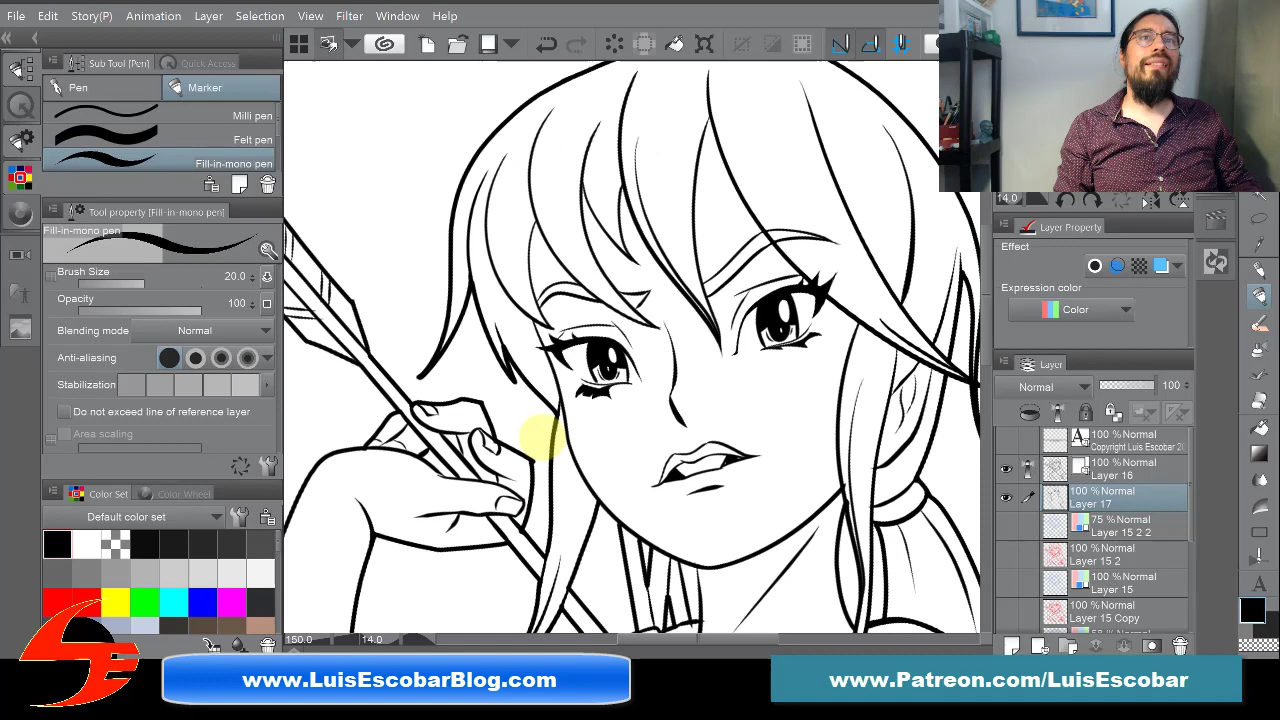 File Edit Story(P) Animation Layer Selection View Filter Window Help
Sub Tool [Pen] Quick Access
Pen Marker
Milli pen
Felt pen
Fill-in-mono pen
Tool property [Fill-in-mono pen]
Fill-in-mono pen
Brush Size 20.0
Opacity 100
Blending mode Normal
Anti-aliasing
Stabilization
Do not exceed line of reference layer
Area scaling
Color Set Color Wheel
Default color set
150.0 14.0
14.0
Layer Property
Effect
Expression color
Color
Layer
Normal 100
100 % Normal
Copyright Luis Escobar 20
100 % Normal
Layer 16
100 % Normal
Layer 17
75 % Normal
Layer 15 2 2
100 % Normal
Layer 15 2
100 % Normal
Layer 15
100 % Normal
Layer 15 Copy
www.LuisEscobarBlog.com
www.Patreon.com/LuisEscobar